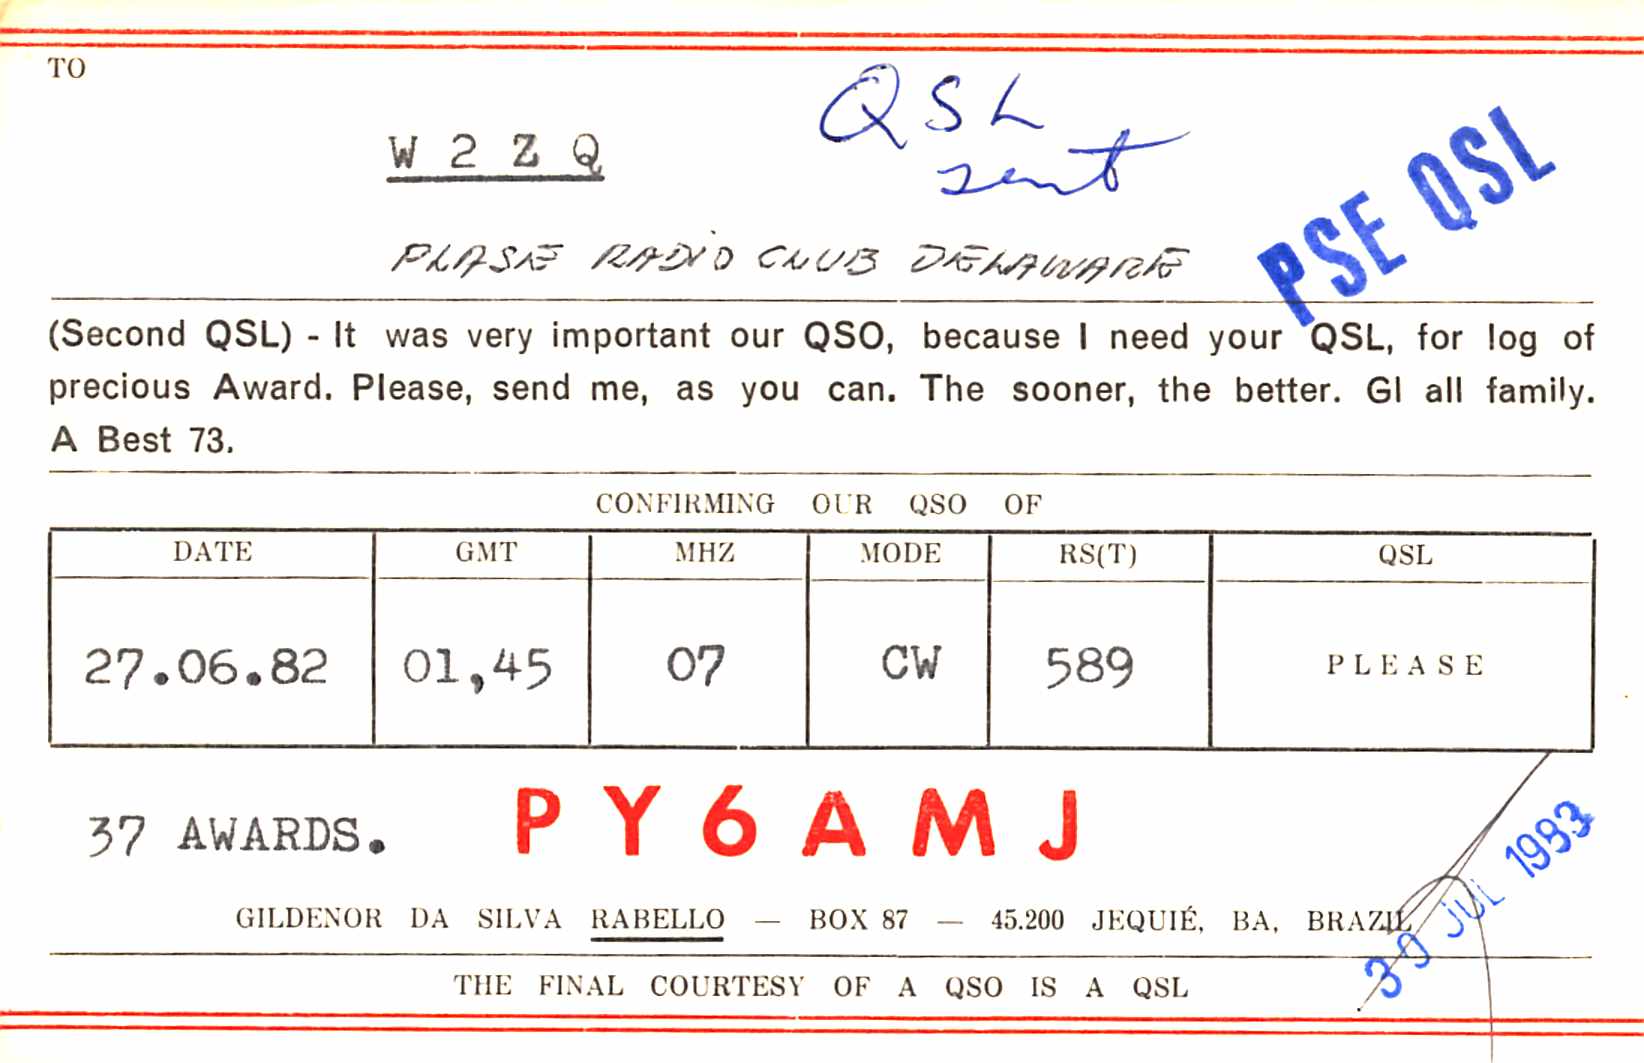 TO
QSL
sent
W 2 Z Q
PSE QSL
PLASE RADIO CLUB DELAWARE
(Second QSL) - It was very important our QSO, because I need your QSL, for log of
precious Award. Please, send me, as you can. The sooner, the better. Gl all family.
A Best 73.
CONFIRMING OUR QSO OF
DATE GMT MHZ MODE RS(T) QSL
27.06.82 01,45 07 CW 589 PLEASE
37 AWARDS. PY6AMJ
30 JUL 1983
GILDENOR DA SILVA RABELLO — BOX 87 — 45.200 JEQUIÉ, BA, BRAZIL
THE FINAL COURTESY OF A QSO IS A QSL